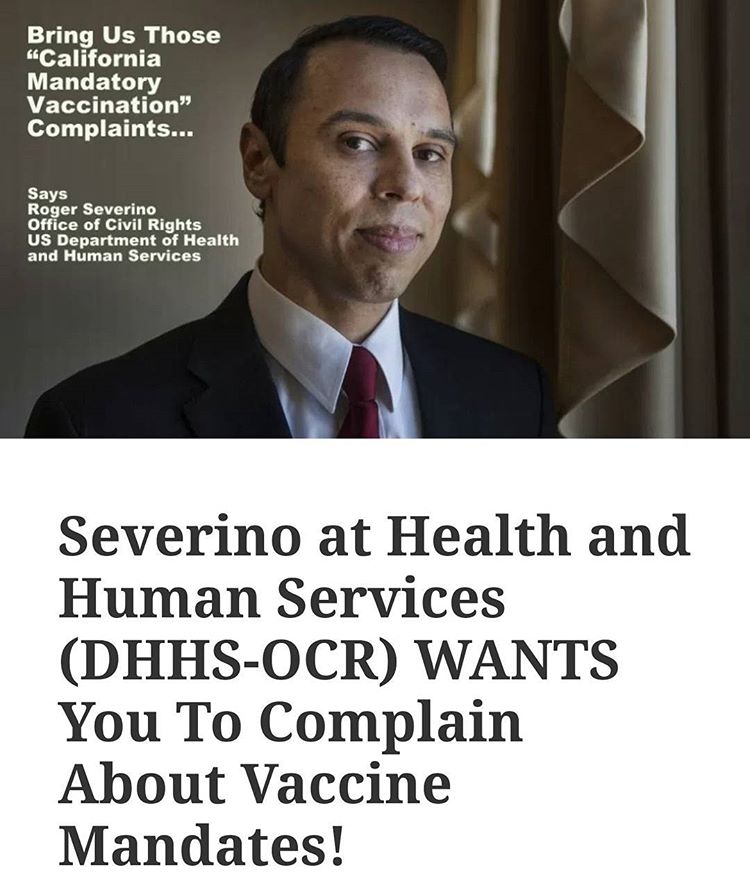 Bring Us Those
“California
Mandatory
Vaccination”
Complaints...
Says
Roger Severino
Office of Civil Rights
US Department of Health
and Human Services
Severino at Health and
Human Services
(DHHS-OCR) WANTS
You To Complain
About Vaccine
Mandates!